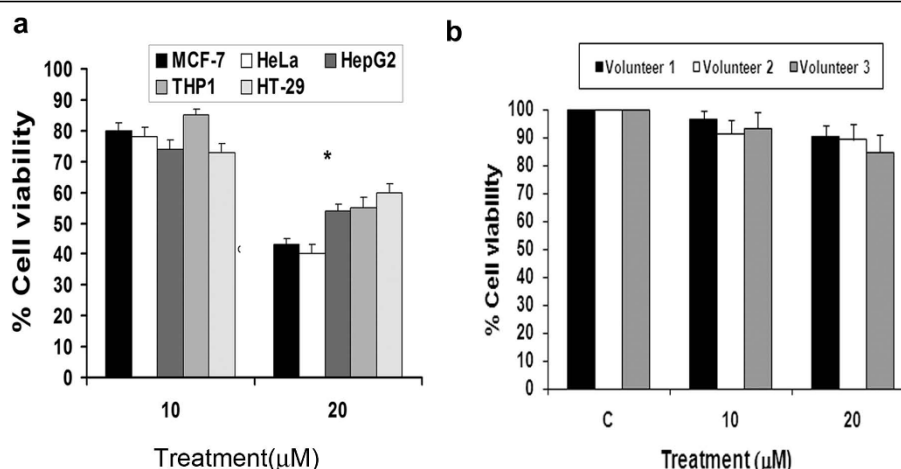 a
MCF-7 HeLa HepG2
THP1 HT-29
% Cell viability
100
90
80
70
60
50
40
30
20
10
0
*
c
10 20
Treatment(μM)
b
Volunteer 1 Volunteer 2 Volunteer 3
% Cell viability
100
90
80
70
60
50
40
30
20
10
0
C 10 20
Treatment (μM)